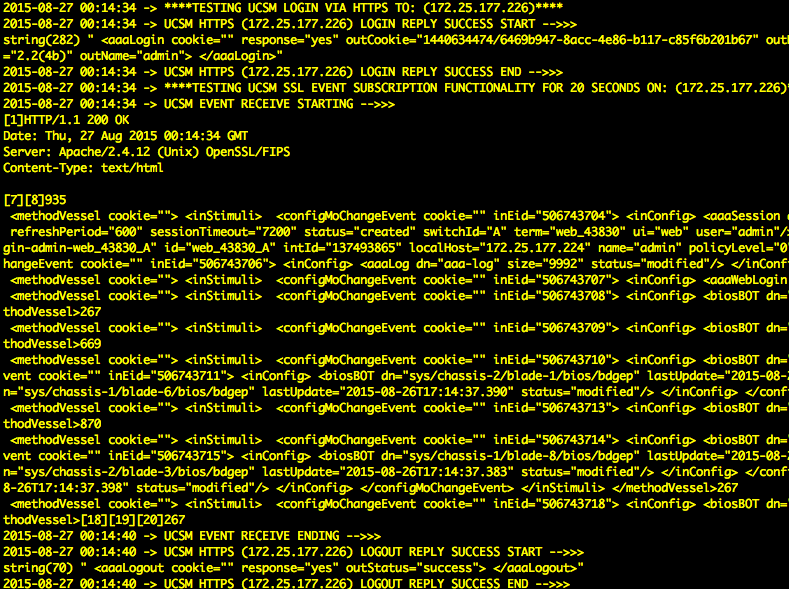 2015-08-27 00:14:34 -> ****TESTING UCSM LOGIN VIA HTTPS TO: (172.25.177.226)****
2015-08-27 00:14:34 -> UCSM HTTPS (172.25.177.226) LOGIN REPLY SUCCESS START -->>>
string(282) " <aaaLogin cookie="" response="yes" outCookie="1440634474/6469b947-8acc-4e86-b117-c85f6b201b67" out
="2.2(4b)" outName="admin"> </aaaLogin>"
2015-08-27 00:14:34 -> UCSM HTTPS (172.25.177.226) LOGIN REPLY SUCCESS END -->>>
2015-08-27 00:14:34 -> ****TESTING UCSM SSL EVENT SUBSCRIPTION FUNCTIONALITY FOR 20 SECONDS ON: (172.25.177.226)*
2015-08-27 00:14:34 -> UCSM EVENT RECEIVE STARTING -->>>
[1]HTTP/1.1 200 OK
Date: Thu, 27 Aug 2015 00:14:34 GMT
Server: Apache/2.4.12 (Unix) OpenSSL/FIPS
Content-Type: text/html
[7][8]935
<methodVessel cookie=""> <inStimuli>  <configMoChangeEvent cookie="" inEid="506743704"> <inConfig> <aaaSession
refreshPeriod="600" sessionTimeout="7200" status="created" switchId="A" term="web_43830" ui="web" user="admin"/>
gin-admin-web_43830_A" id="web_43830_A" intId="137493865" localHost="172.25.177.224" name="admin" policyLevel="0"
hangeEvent cookie="" inEid="506743706"> <inConfig> <aaaLog dn="aaa-log" size="9992" status="modified"/> </inConf
<methodVessel cookie=""> <inStimuli>  <configMoChangeEvent cookie="" inEid="506743707"> <inConfig> <aaaWebLogin
<methodVessel cookie=""> <inStimuli>  <configMoChangeEvent cookie="" inEid="506743708"> <inConfig> <biosBOT dn="
thodVessel>267
<methodVessel cookie=""> <inStimuli>  <configMoChangeEvent cookie="" inEid="506743709"> <inConfig> <biosBOT dn="
thodVessel>669
<methodVessel cookie=""> <inStimuli>  <configMoChangeEvent cookie="" inEid="506743710"> <inConfig> <biosBOT dn="
vent cookie="" inEid="506743711"> <inConfig> <biosBOT dn="sys/chassis-2/blade-1/bios/bdgep" lastUpdate="2015-08-
n="sys/chassis-1/blade-6/bios/bdgep" lastUpdate="2015-08-26T17:14:37.390" status="modified"/> </inConfig> </conf
<methodVessel cookie=""> <inStimuli>  <configMoChangeEvent cookie="" inEid="506743713"> <inConfig> <biosBOT dn="
thodVessel>870
<methodVessel cookie=""> <inStimuli>  <configMoChangeEvent cookie="" inEid="506743714"> <inConfig> <biosBOT dn="
vent cookie="" inEid="506743715"> <inConfig> <biosBOT dn="sys/chassis-1/blade-8/bios/bdgep" lastUpdate="2015-08-
n="sys/chassis-2/blade-3/bios/bdgep" lastUpdate="2015-08-26T17:14:37.383" status="modified"/> </inConfig> </conf
8-26T17:14:37.398" status="modified"/> </inConfig> </configMoChangeEvent> </inStimuli> </methodVessel>267
<methodVessel cookie=""> <inStimuli>  <configMoChangeEvent cookie="" inEid="506743718"> <inConfig> <biosBOT dn="
thodVessel>[18][19][20]267
2015-08-27 00:14:40 -> UCSM EVENT RECEIVE ENDING -->>>
2015-08-27 00:14:40 -> UCSM HTTPS (172.25.177.226) LOGOUT REPLY SUCCESS START -->>>
string(70) " <aaaLogout cookie="" response="yes" outStatus="success"> </aaaLogout>"
2015-08-27 00:14:40 -> UCSM HTTPS (172.25.177.226) LOGOUT REPLY SUCCESS END -->>>